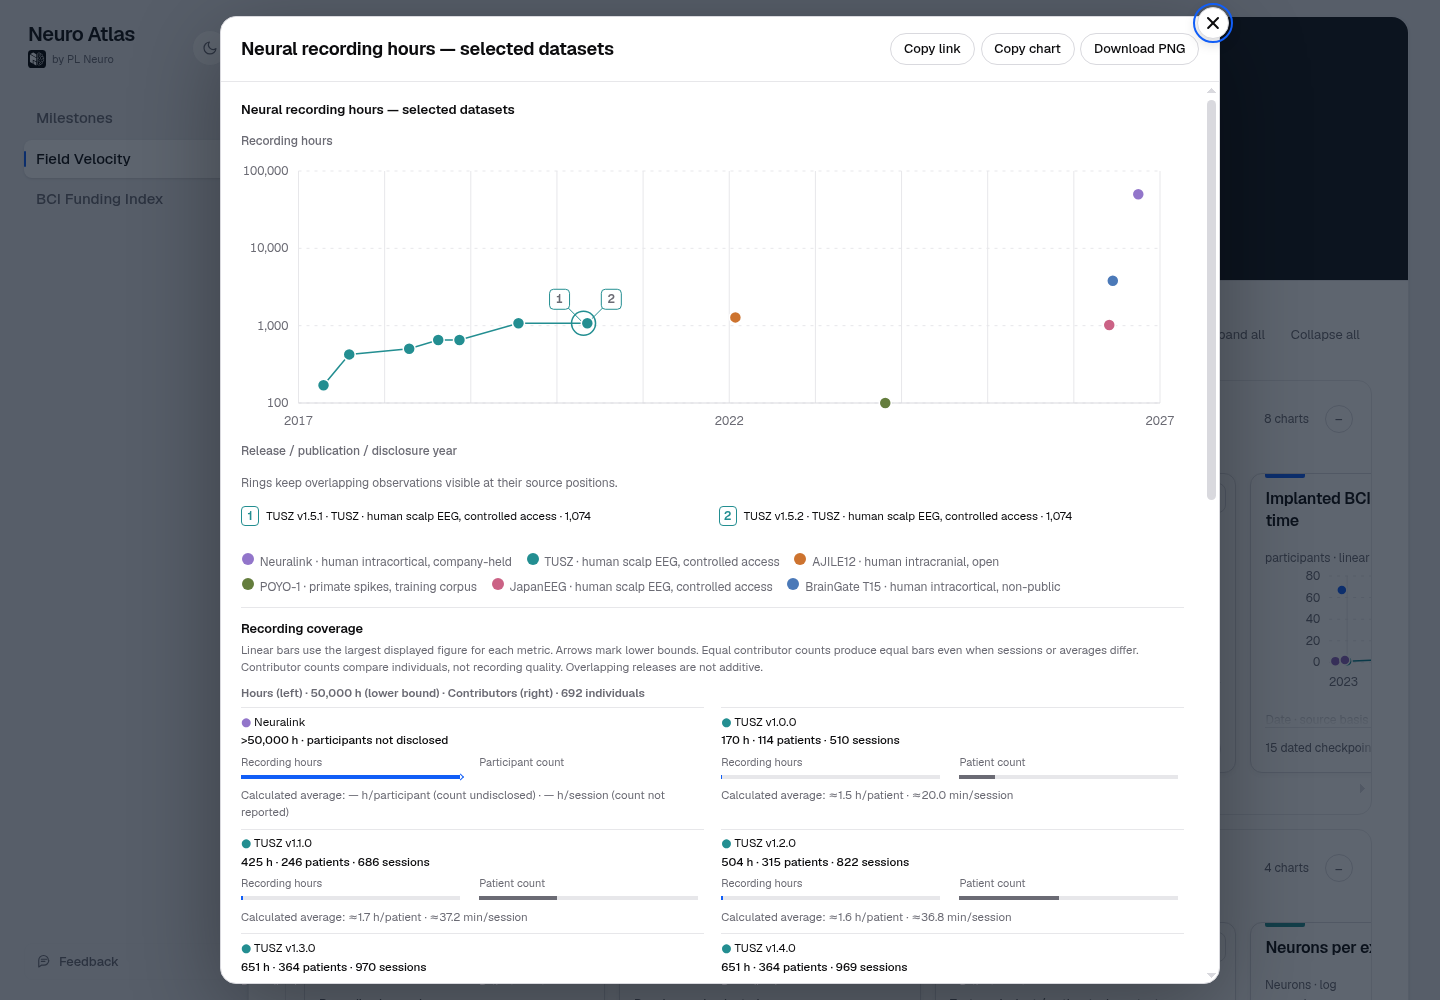 Neuro Atlas
by PL Neuro
Milestones
Field Velocity
BCI Funding Index
Feedback
Neural recording hours — selected datasets
Copy link
Copy chart
Download PNG
Neural recording hours — selected datasets
Recording hours
100,000
10,000
1,000
100
1
2
2017
2022
2027
Release / publication / disclosure year
Rings keep overlapping observations visible at their source positions.
1 TUSZ v1.5.1 · TUSZ · human scalp EEG, controlled access · 1,074
2 TUSZ v1.5.2 · TUSZ · human scalp EEG, controlled access · 1,074
Neuralink · human intracortical, company-held
TUSZ · human scalp EEG, controlled access
AJILE12 · human intracranial, open
POYO-1 · primate spikes, training corpus
JapanEEG · human scalp EEG, controlled access
BrainGate T15 · human intracortical, non-public
Recording coverage
Linear bars use the largest displayed figure for each metric. Arrows mark lower bounds. Equal contributor counts produce equal bars even when sessions or averages differ.
Contributor counts compare individuals, not recording quality. Overlapping releases are not additive.
Hours (left) · 50,000 h (lower bound) · Contributors (right) · 692 individuals
Neuralink
>50,000 h · participants not disclosed
Recording hours
Participant count
Calculated average: — h/participant (count undisclosed) · — h/session (count not
reported)
TUSZ v1.0.0
170 h · 114 patients · 510 sessions
Recording hours
Patient count
Calculated average: ≈1.5 h/patient · ≈20.0 min/session
TUSZ v1.1.0
425 h · 246 patients · 686 sessions
Recording hours
Patient count
Calculated average: ≈1.7 h/patient · ≈37.2 min/session
TUSZ v1.2.0
504 h · 315 patients · 822 sessions
Recording hours
Patient count
Calculated average: ≈1.6 h/patient · ≈36.8 min/session
TUSZ v1.3.0
651 h · 364 patients · 970 sessions
TUSZ v1.4.0
651 h · 364 patients · 969 sessions
pand all
Collapse all
8 charts
Implanted BCI
time
participants · linear
80
60
40
20
0
2023
Date · source basis
15 dated checkpoin
4 charts
Neurons per e
Neurons · log